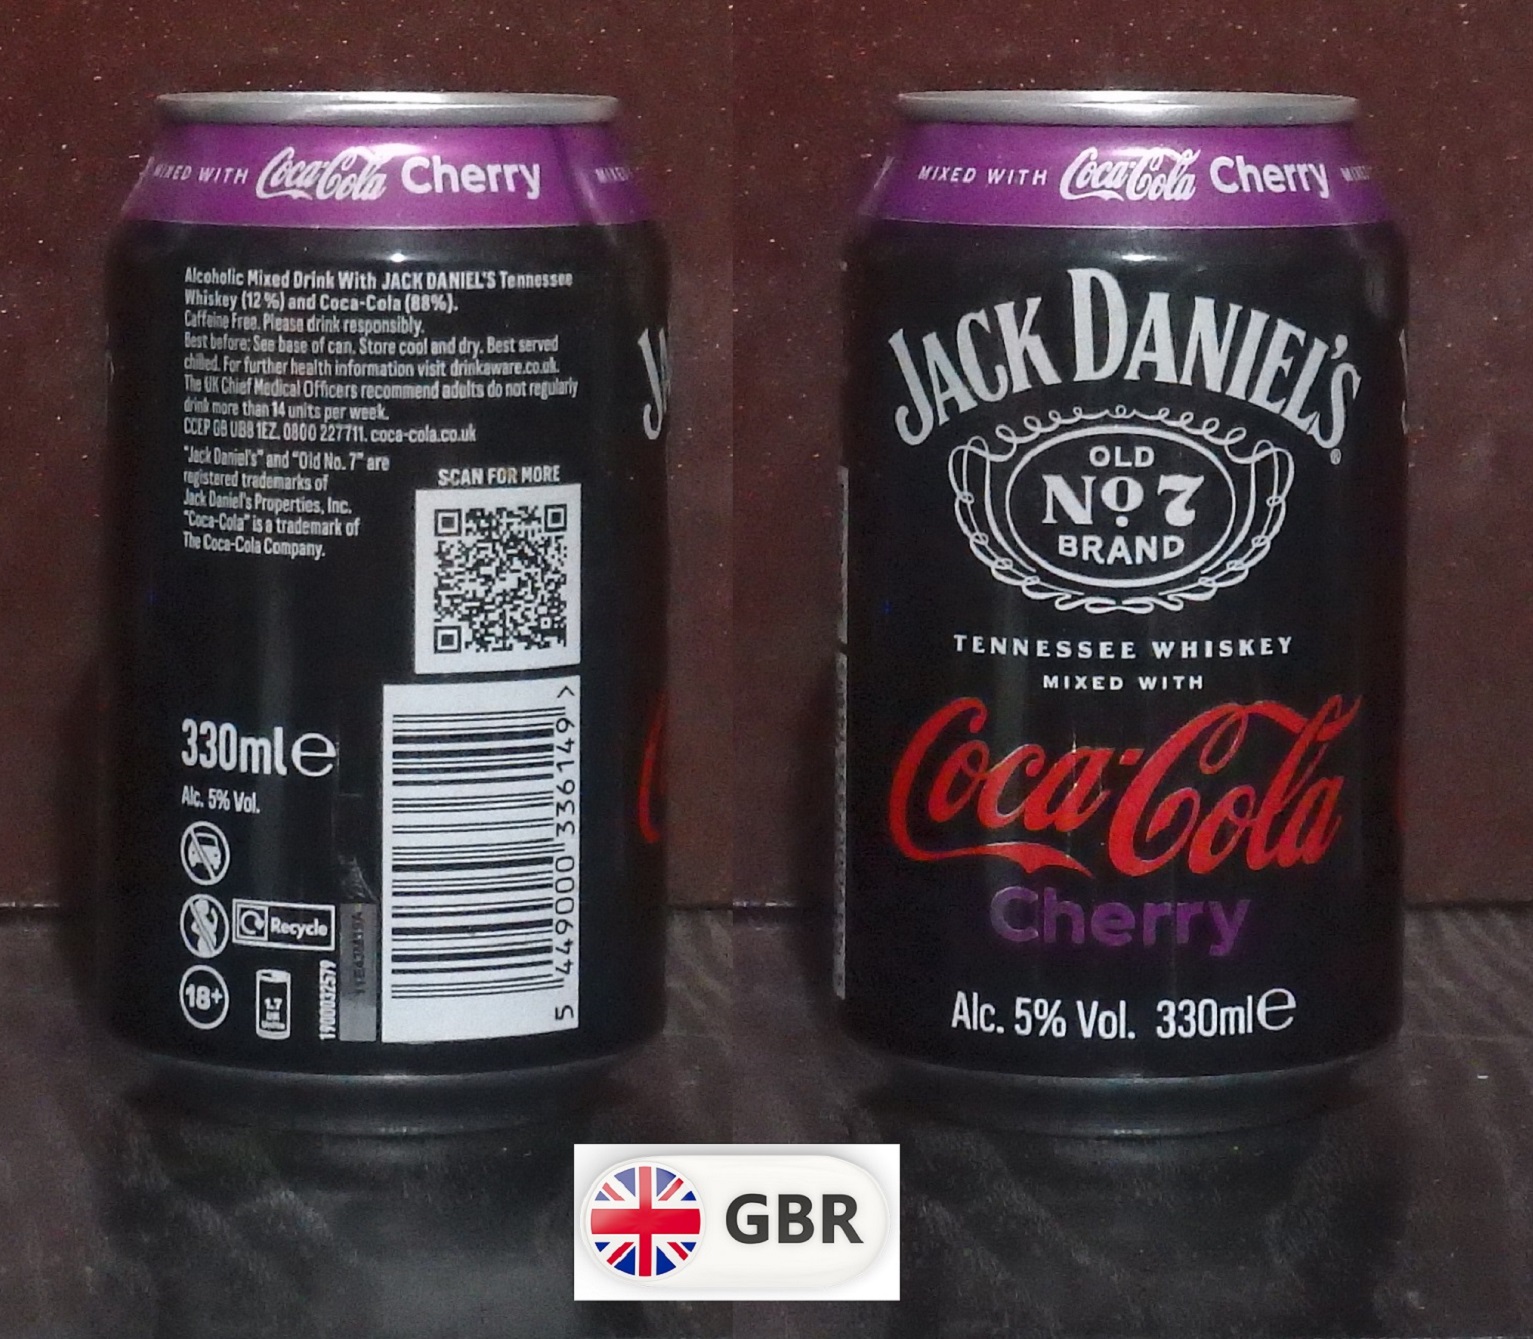 MIXED WITH Coca-Cola Cherry
Alcoholic Mixed Drink With JACK DANIEL'S Tennessee
Whiskey (12 %) and Coca-Cola (88%).
Caffeine Free. Please drink responsibly.
Best before: See base of can. Store cool and dry. Best served
chilled. For further health information visit drinkaware.co.uk.
The UK Chief Medical Officers recommend adults do not regularly
drink more than 14 units per week.
CCEP GB UB8 1EZ. 0800 227711. coca-cola.co.uk
"Jack Daniel's" and "Old No. 7" are
registered trademarks of
Jack Daniel's Properties, Inc.
"Coca-Cola" is a trademark of
The Coca-Cola Company.
SCAN FOR MORE
330ml e
Alc. 5% Vol.
Recycle
18+
1.7
UK
Units
1900032579
5 449000 336149 >
MIXED WITH Coca-Cola Cherry
JACK DANIEL'S®
OLD
No 7
BRAND
TENNESSEE WHISKEY
MIXED WITH
Coca-Cola
Cherry
Alc. 5% Vol. 330ml e
GBR